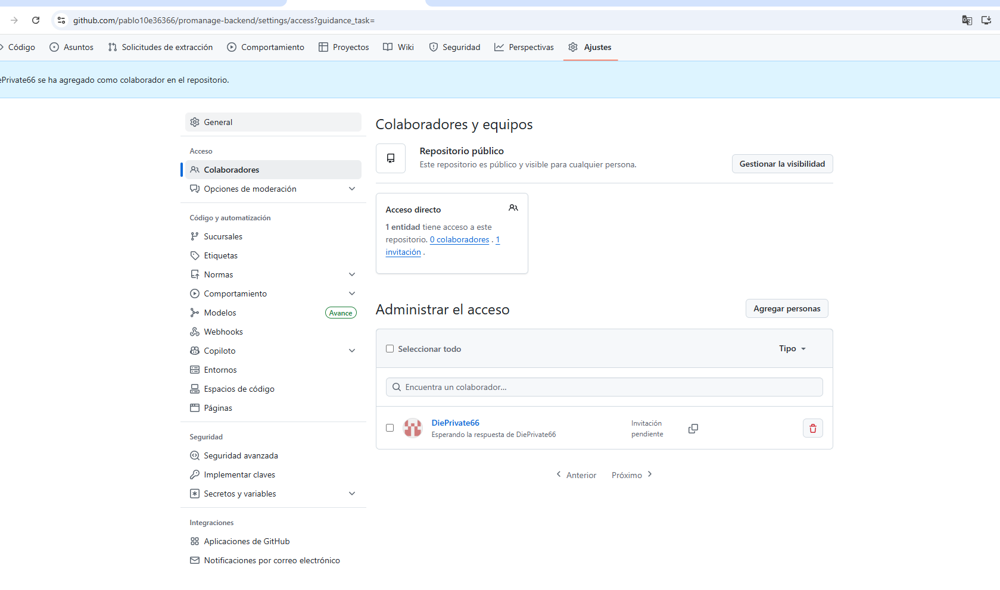 github.com/pablo10e36366/promanage-backend/settings/access?guidance_task=
Código Asuntos Solicitudes de extracción Comportamiento Proyectos Wiki Seguridad Perspectivas Ajustes
ePrivate66 se ha agregado como colaborador en el repositorio.
General
Acceso
Colaboradores
Opciones de moderación
Código y automatización
Sucursales
Etiquetas
Normas
Comportamiento
Modelos Avance
Webhooks
Copiloto
Entornos
Espacios de código
Páginas
Seguridad
Seguridad avanzada
Implementar claves
Secretos y variables
Integraciones
Aplicaciones de GitHub
Notificaciones por correo electrónico
Colaboradores y equipos
Repositorio público
Este repositorio es público y visible para cualquier persona.
Gestionar la visibilidad
Acceso directo
1 entidad tiene acceso a este
repositorio. 0 colaboradores . 1
invitación .
Administrar el acceso
Agregar personas
Seleccionar todo
Tipo
Encuentra un colaborador...
DiePrivate66
Esperando la respuesta de DiePrivate66
Invitación
pendiente
Anterior Próximo